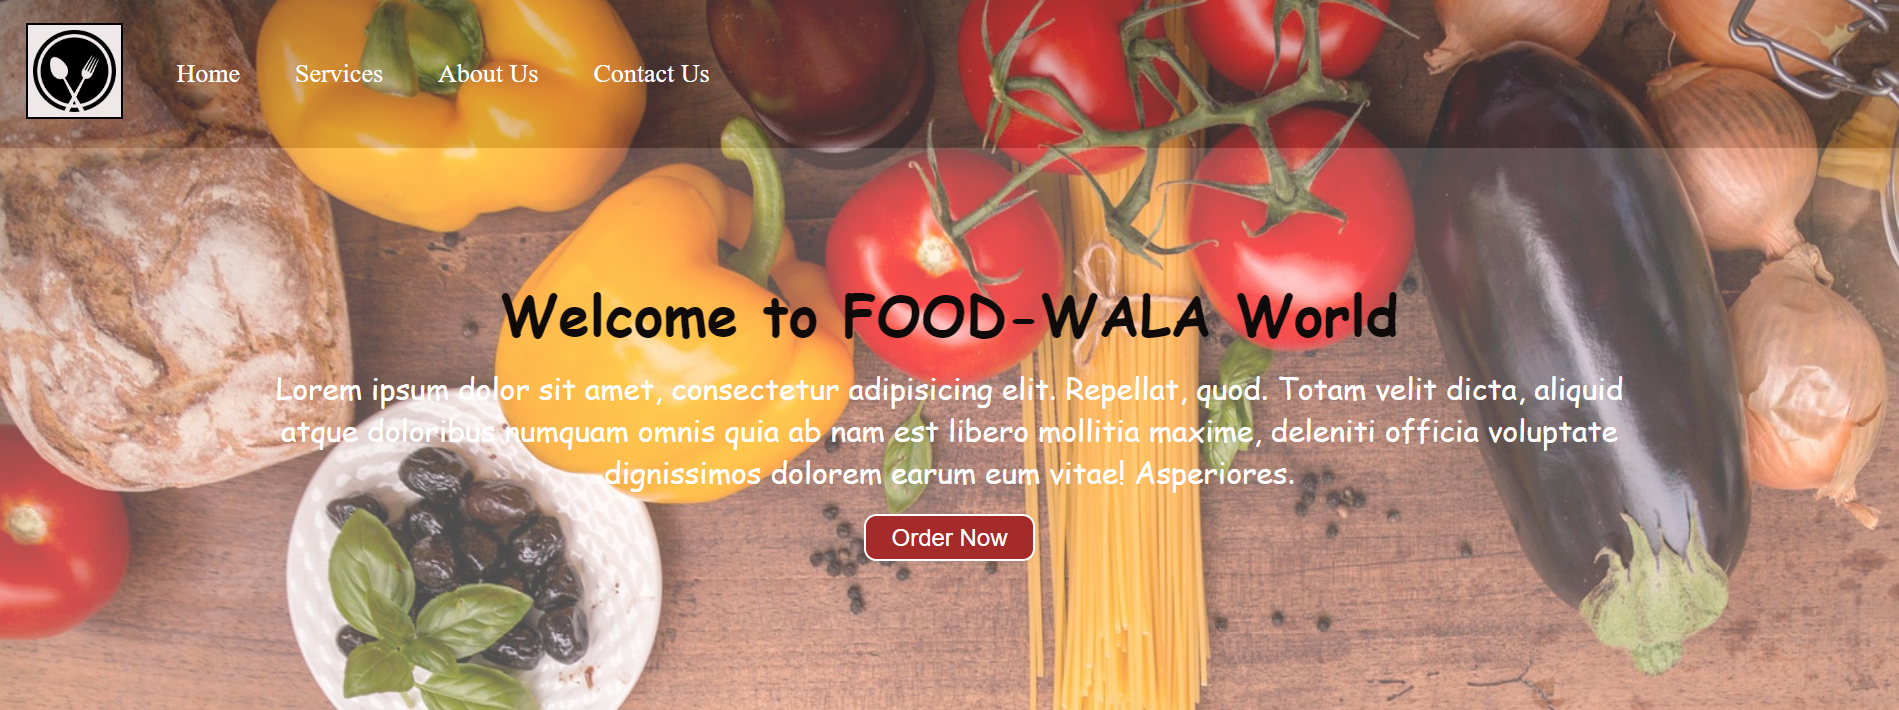 Home Services About Us Contact Us
Welcome to FOOD-WALA World
Lorem ipsum dolor sit amet, consectetur adipisicing elit. Repellat, quod. Totam velit dicta, aliquid
atque doloribus numquam omnis quia ab nam est libero mollitia maxime, deleniti officia voluptate
dignissimos dolorem earum eum vitae! Asperiores.
Order Now